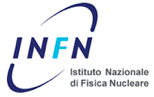 INFN
Istituto Nazionale
di Fisica Nucleare